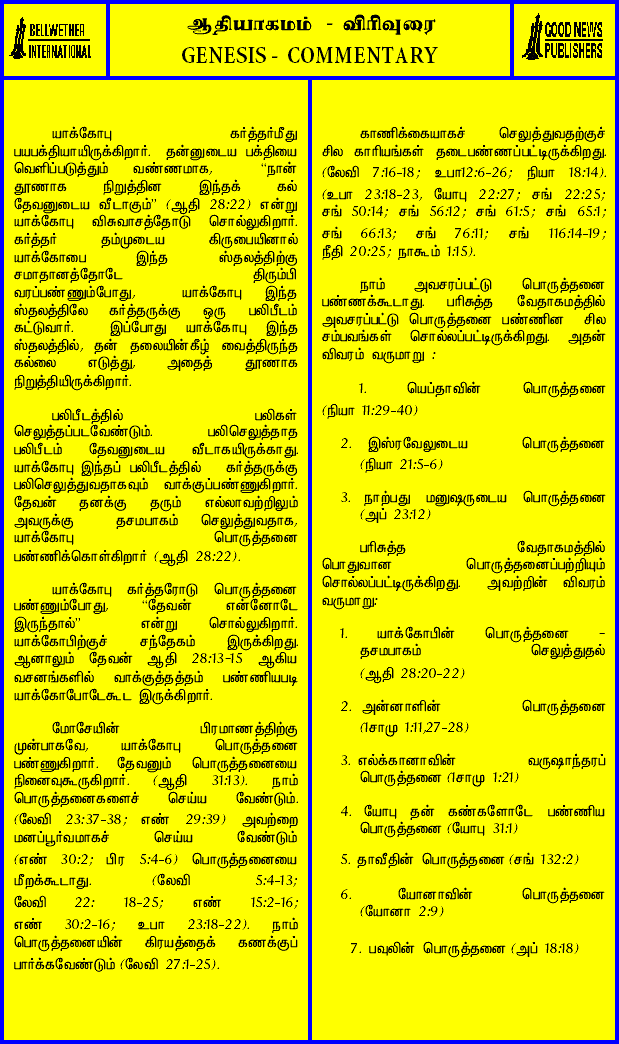 BELLWETHER
INTERNATIONAL
ஆதியாகமம் - விரிவுரை
GENESIS - COMMENTARY
GOOD NEWS
PUBLISHERS
யாக்கோபு கர்த்தர்மீது
பயபக்தியாயிருக்கிறார். தன்னுடைய பக்தியை
வெளிப்படுத்தும் வண்ணமாக, “நான்
தூணாக நிறுத்தின இந்தக் கல்
தேவனுடைய வீடாகும்” (ஆதி 28:22) என்று
யாக்கோபு விசுவாசத்தோடு சொல்லுகிறார்.
கர்த்தர் தம்முடைய கிருபையினால்
யாக்கோபை இந்த ஸ்தலத்திற்கு
சமாதானத்தோடே திரும்பி
வரப்பண்ணும்போது, யாக்கோபு இந்த
ஸ்தலத்திலே கர்த்தருக்கு ஒரு பலிபீடம்
கட்டுவார். இப்போது யாக்கோபு இந்த
ஸ்தலத்தில், தன் தலையின்கீழ் வைத்திருந்த
கல்லை எடுத்து, அதைத் தூணாக
நிறுத்தியிருக்கிறார்.
பலிபீடத்தில் பலிகள்
செலுத்தப்படவேண்டும். பலிசெலுத்தாத
பலிபீடம் தேவனுடைய வீடாகயிருக்காது.
யாக்கோபு இந்தப் பலிபீடத்தில் கர்த்தருக்கு
பலிசெலுத்துவதாகவும் வாக்குப்பண்ணுகிறார்.
தேவன் தனக்கு தரும் எல்லாவற்றிலும்
அவருக்கு தசமபாகம் செலுத்துவதாக,
யாக்கோபு பொருத்தனை
பண்ணிக்கொள்கிறார் (ஆதி 28:22).
யாக்கோபு கர்த்தரோடு பொருத்தனை
பண்ணும்போது, “தேவன் என்னோடே
இருந்தால்” என்று சொல்லுகிறார்.
யாக்கோபிற்குச் சந்தேகம் இருக்கிறது.
ஆனாலும் தேவன் ஆதி 28:13-15 ஆகிய
வசனங்களில் வாக்குத்தத்தம் பண்ணியபடி
யாக்கோபோடேகூட இருக்கிறார்.
மோசேயின் பிரமாணத்திற்கு
முன்பாகவே, யாக்கோபு பொருத்தனை
பண்ணுகிறார். தேவனும் பொருத்தனையை
நினைவுகூருகிறார். (ஆதி 31:13). நாம்
பொருத்தனைகளைச் செய்ய வேண்டும்.
(லேவி 23:37-38; எண் 29:39) அவற்றை
மனப்பூர்வமாகச் செய்ய வேண்டும்
(எண் 30:2; பிர 5:4-6) பொருத்தனையை
மீறக்கூடாது. (லேவி 5:4-13;
லேவி 22: 18-25; எண் 15:2-16;
எண் 30:2-16; உபா 23:18-22). நாம்
பொருத்தனையின் கிரயத்தைக் கணக்குப்
பார்க்கவேண்டும் (லேவி 27:1-25).
காணிக்கையாகச் செலுத்துவதற்குச்
சில காரியங்கள் தடைபண்ணப்பட்டிருக்கிறது.
(லேவி 7:16-18; உபா12:6-26; நியா 18:14).
(உபா 23:18-23, யோபு 22:27; சங் 22:25;
சங் 50:14; சங் 56:12; சங் 61:5; சங் 65:1;
சங் 66:13; சங் 76:11; சங் 116:14-19;
நீதி 20:25; நாகூம் 1:15).
நாம் அவசரப்பட்டு பொருத்தனை
பண்ணக்கூடாது. பரிசுத்த வேதாகமத்தில்
அவசரப்பட்டு பொருத்தனை பண்ணின சில
சம்பவங்கள் சொல்லப்பட்டிருக்கிறது. அதன்
விவரம் வருமாறு :
1. யெப்தாவின் பொருத்தனை
(நியா 11:29-40)
2. இஸ்ரவேலுடைய பொருத்தனை
(நியா 21:5-6)
3. நாற்பது மனுஷருடைய பொருத்தனை
(அப் 23:12)
பரிசுத்த வேதாகமத்தில்
பொதுவான பொருத்தனைப்பற்றியும்
சொல்லப்பட்டிருக்கிறது. அவற்றின் விவரம்
வருமாறு:
1. யாக்கோபின் பொருத்தனை -
தசமபாகம் செலுத்துதல்
(ஆதி 28:20-22)
2. அன்னாளின் பொருத்தனை
(1சாமு 1:11,27-28)
3. எல்க்கானாவின் வருஷாந்தரப்
பொருத்தனை (1சாமு 1:21)
4. யோபு தன் கண்களோடே பண்ணிய
பொருத்தனை (யோபு 31:1)
5. தாவீதின் பொருத்தனை (சங் 132:2)
6. யோனாவின் பொருத்தனை
(யோனா 2:9)
7. பவுலின் பொருத்தனை (அப் 18:18)